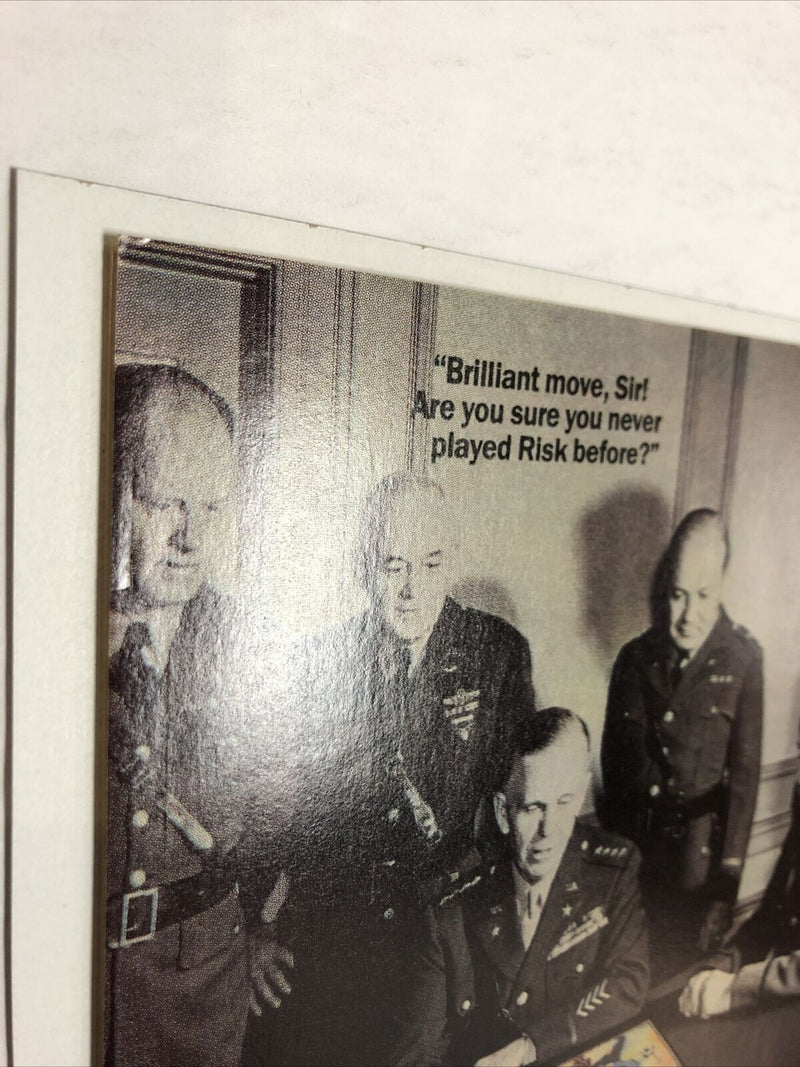 “Brilliant move, Sir!
Are you sure you never
played Risk before?”